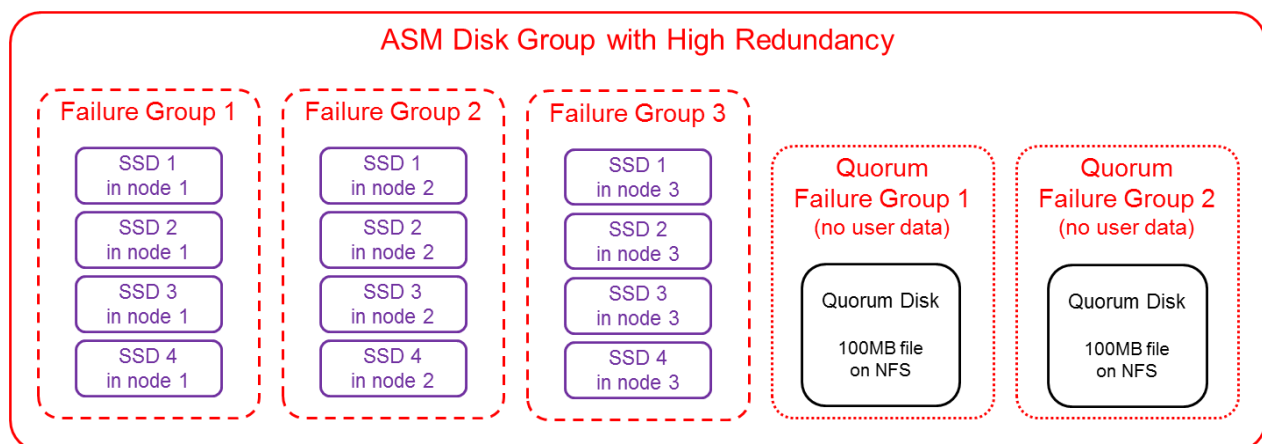 ASM Disk Group with High Redundancy
Failure Group 1
SSD 1
in node 1
SSD 2
in node 1
SSD 3
in node 1
SSD 4
in node 1
Failure Group 2
SSD 1
in node 2
SSD 2
in node 2
SSD 3
in node 2
SSD 4
in node 2
Failure Group 3
SSD 1
in node 3
SSD 2
in node 3
SSD 3
in node 3
SSD 4
in node 3
Quorum
Failure Group 1
(no user data)
Quorum Disk
100MB file
on NFS
Quorum
Failure Group 2
(no user data)
Quorum Disk
100MB file
on NFS